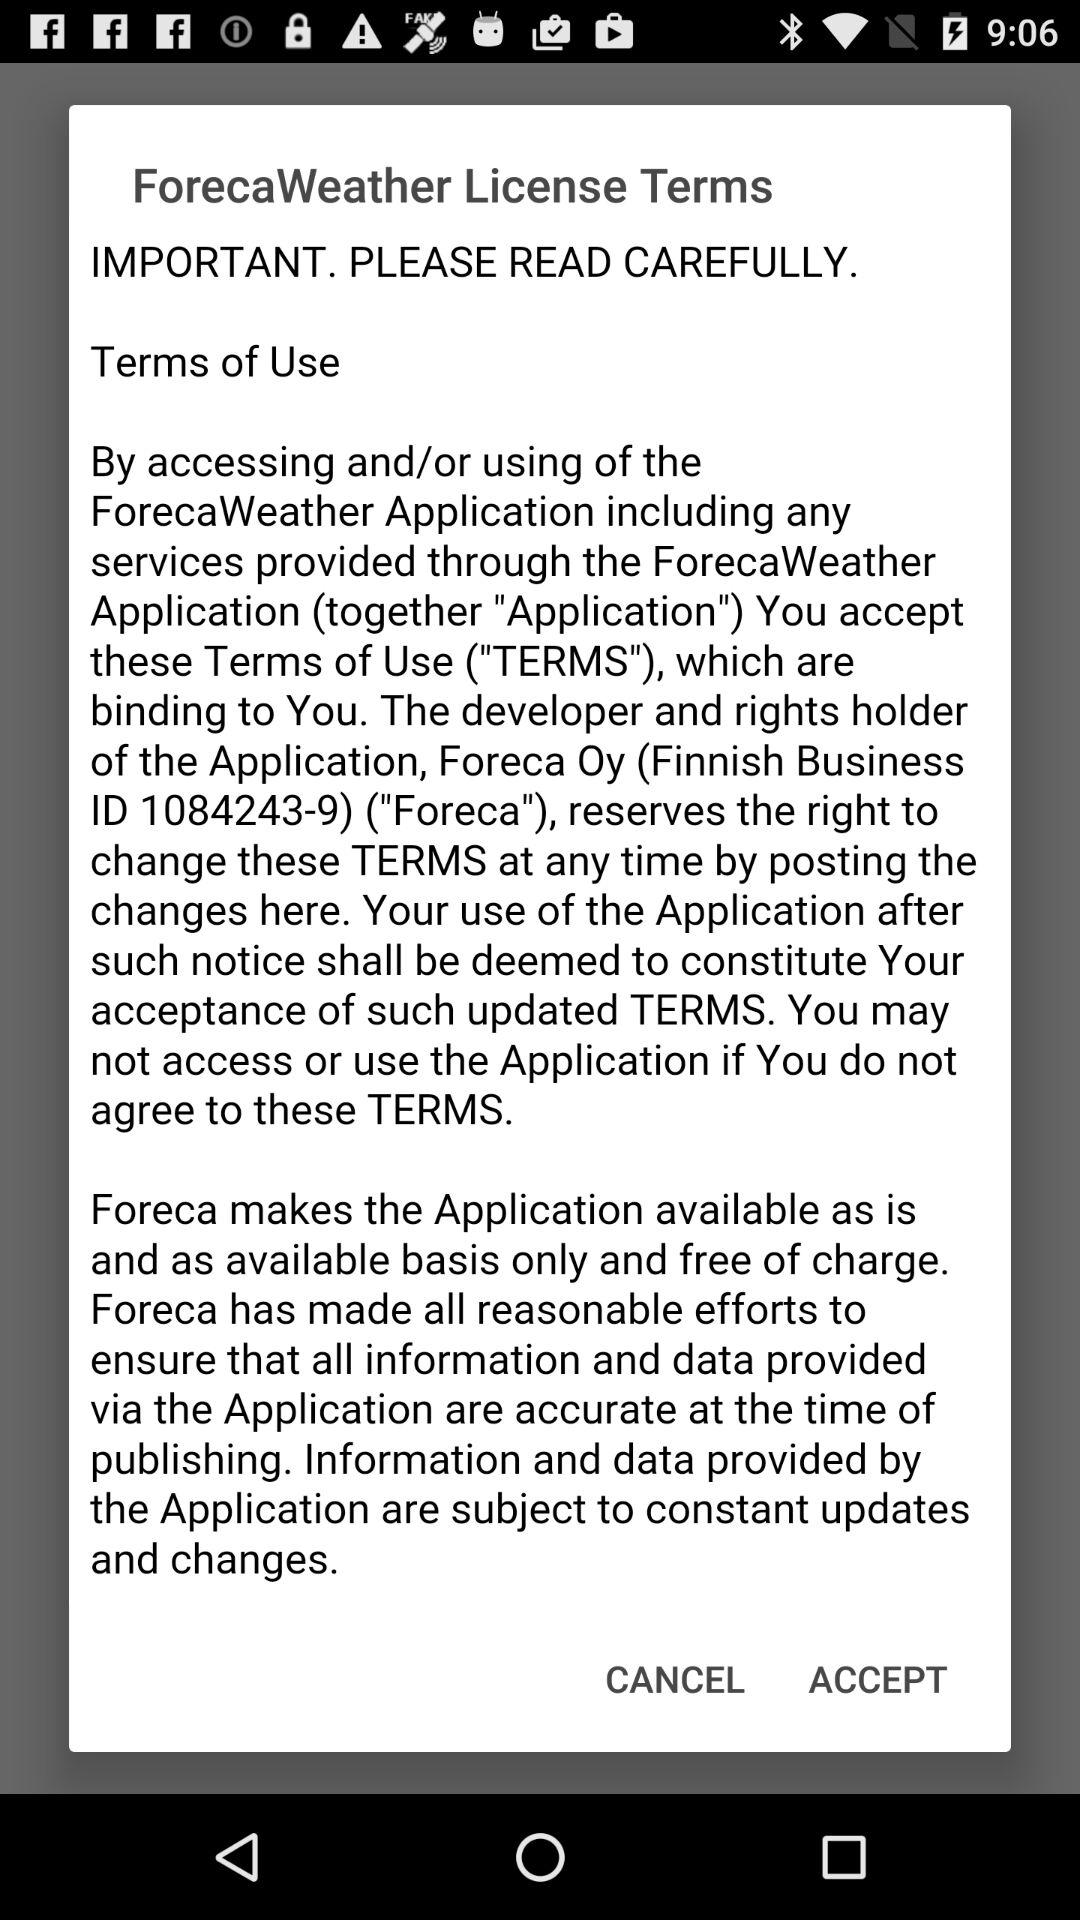 FAKE
9:06
ForecaWeather License Terms
IMPORTANT. PLEASE READ CAREFULLY.
Terms of Use
By accessing and/or using of the
ForecaWeather Application including any
services provided through the ForecaWeather
Application (together "Application") You accept
these Terms of Use ("TERMS"), which are
binding to You. The developer and rights holder
of the Application, Foreca Oy (Finnish Business
ID 1084243-9) ("Foreca"), reserves the right to
change these TERMS at any time by posting the
changes here. Your use of the Application after
such notice shall be deemed to constitute Your
acceptance of such updated TERMS. You may
not access or use the Application if You do not
agree to these TERMS.
Foreca makes the Application available as is
and as available basis only and free of charge.
Foreca has made all reasonable efforts to
ensure that all information and data provided
via the Application are accurate at the time of
publishing. Information and data provided by
the Application are subject to constant updates
and changes.
CANCEL ACCEPT